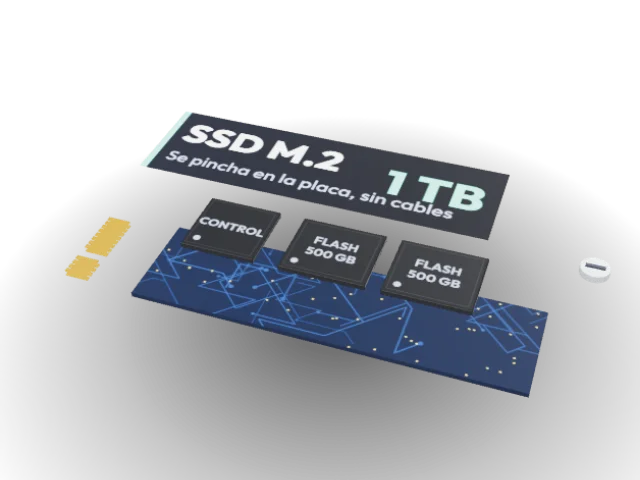 SSD M.2
1 TB
Se pincha en la placa, sin cables
CONTROL
FLASH
500 GB
FLASH
500 GB